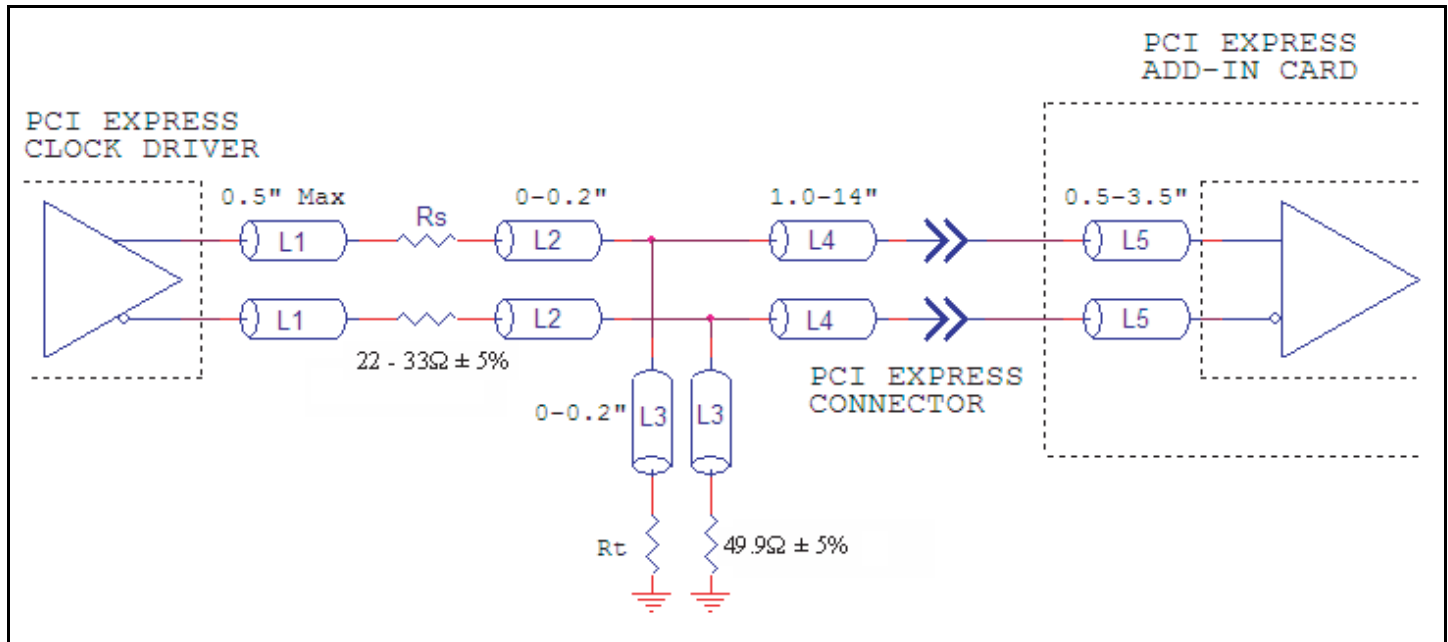 PCI EXPRESS
ADD-IN CARD
PCI EXPRESS
CLOCK DRIVER
0.5" Max
Rs
0-0.2"
1.0-14"
0.5-3.5"
L1
L2
L4
L5
L1
L2
L4
L5
22 - 33Ω ± 5%
PCI EXPRESS
CONNECTOR
0-0.2"
L3
L3
Rt
49.9Ω ± 5%